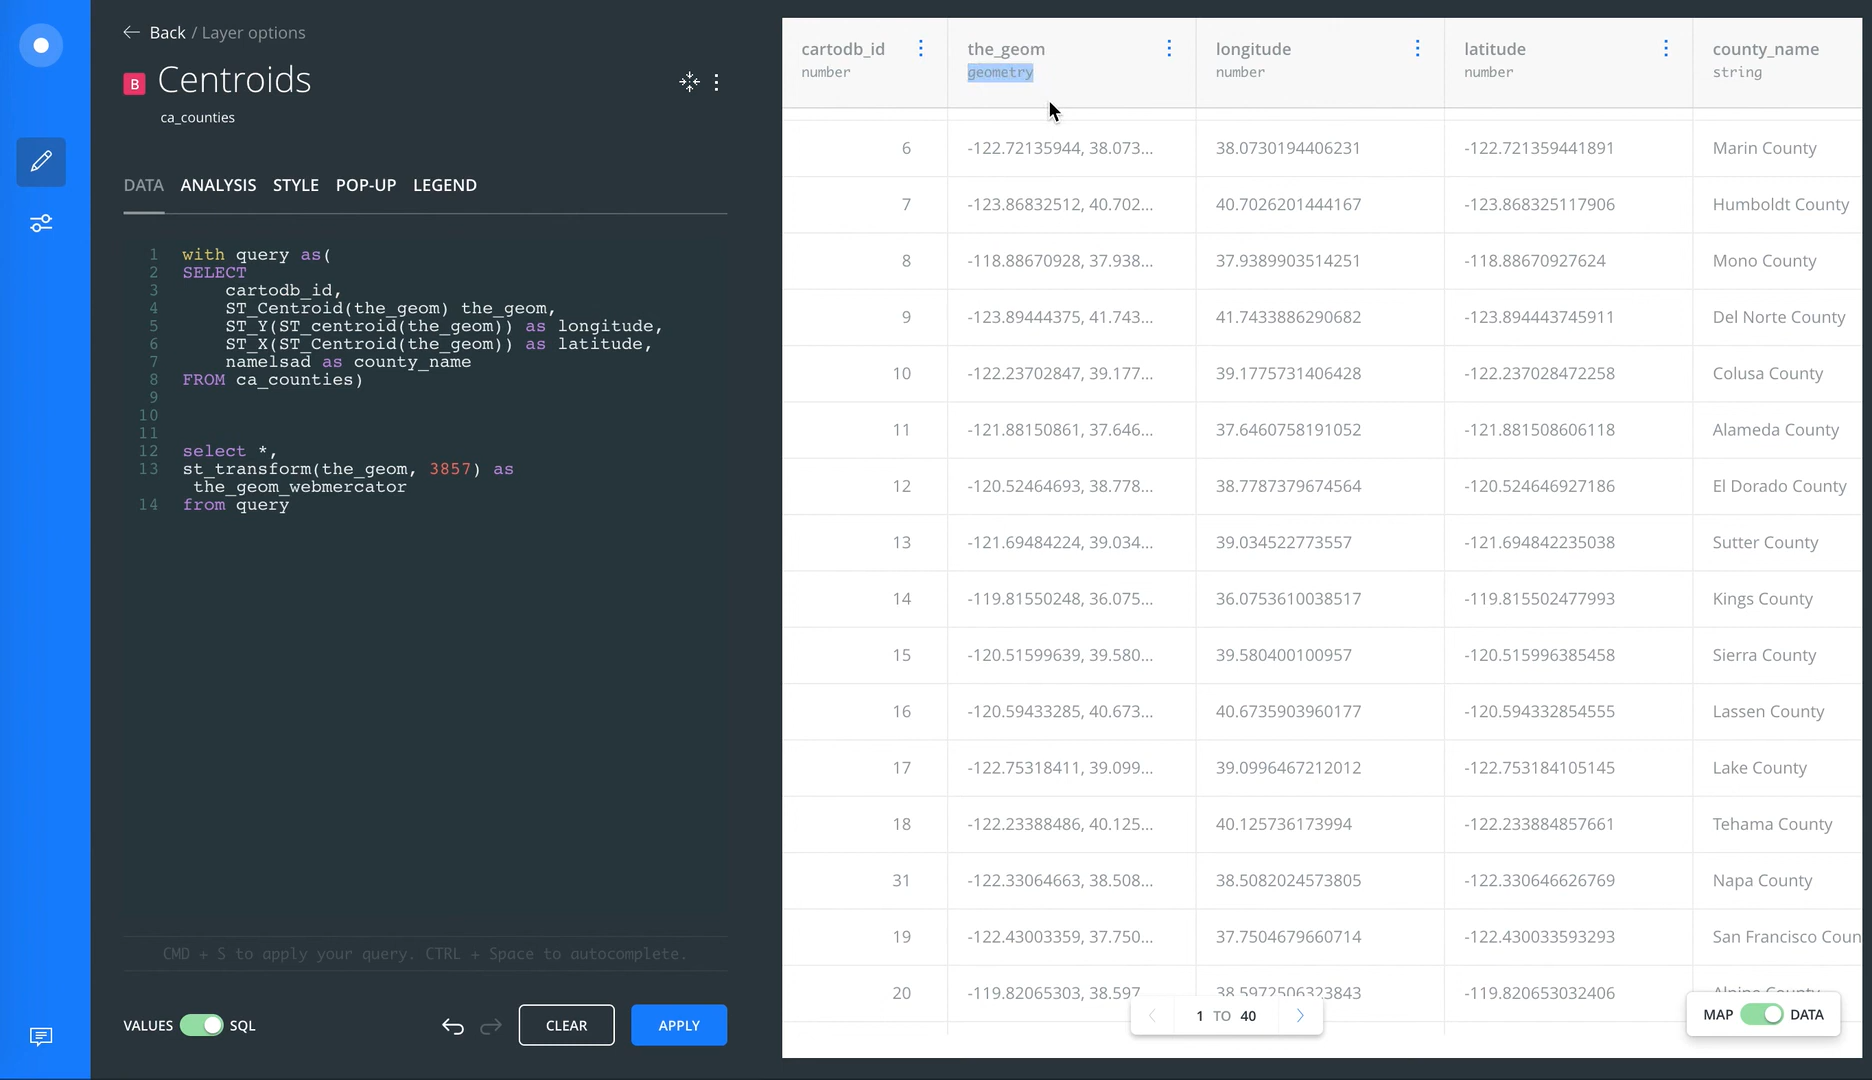 Back / Layer options
B Centroids
ca_counties
DATA ANALYSIS STYLE POP-UP LEGEND
1 with query as(
2 SELECT
3 cartodb_id,
4 ST_Centroid(the_geom) the_geom,
5 ST_Y(ST_centroid(the_geom)) as longitude,
6 ST_X(ST_Centroid(the_geom)) as latitude,
7 namelsad as county_name
8 FROM ca_counties)
9
10
11
12 select *,
13 st_transform(the_geom, 3857) as
the_geom_webmercator
14 from query
CMD + S to apply your query. CTRL + Space to autocomplete.
VALUES SQL CLEAR APPLY
cartodb_id the_geom longitude latitude county_name
number geometry number number string
6 -122.72135944, 38.073... 38.0730194406231 -122.721359441891 Marin County
7 -123.86832512, 40.702... 40.7026201444167 -123.868325117906 Humboldt County
8 -118.88670928, 37.938... 37.9389903514251 -118.88670927624 Mono County
9 -123.89444375, 41.743... 41.7433886290682 -123.894443745911 Del Norte County
10 -122.23702847, 39.177... 39.1775731406428 -122.237028472258 Colusa County
11 -121.88150861, 37.646... 37.6460758191052 -121.881508606118 Alameda County
12 -120.52464693, 38.778... 38.7787379674564 -120.524646927186 El Dorado County
13 -121.69484224, 39.034... 39.034522773557 -121.694842235038 Sutter County
14 -119.81550248, 36.075... 36.0753610038517 -119.815502477993 Kings County
15 -120.51599639, 39.580... 39.580400100957 -120.515996385458 Sierra County
16 -120.59433285, 40.673... 40.6735903960177 -120.594332854555 Lassen County
17 -122.75318411, 39.099... 39.0996467212012 -122.753184105145 Lake County
18 -122.23388486, 40.125... 40.125736173994 -122.233884857661 Tehama County
31 -122.33064663, 38.508... 38.5082024573805 -122.330646626769 Napa County
19 -122.43003359, 37.750... 37.7504679660714 -122.430033593293 San Francisco Coun
20 -119.82065303, 38.597 38.5972506323843 -119.820653032406 Alpine County
1 TO 40
MAP DATA